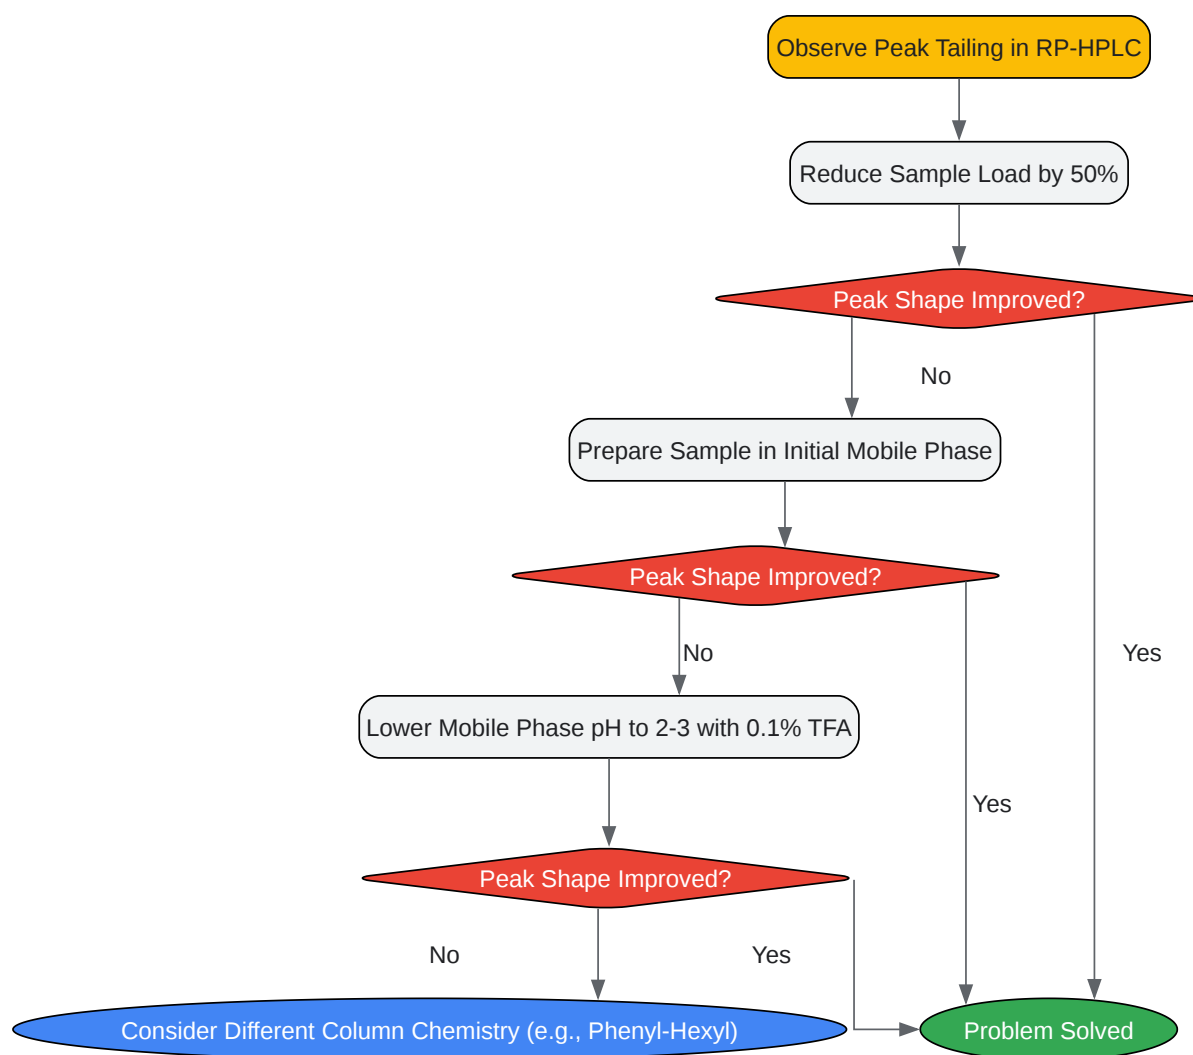 Observe Peak Tailing in RP-HPLC
Reduce Sample Load by 50%
Peak Shape Improved?
No
Prepare Sample in Initial Mobile Phase
Peak Shape Improved?
No
Yes
Lower Mobile Phase pH to 2-3 with 0.1% TFA
Yes
Peak Shape Improved?
No
Yes
Consider Different Column Chemistry (e.g., Phenyl-Hexyl)
Problem Solved